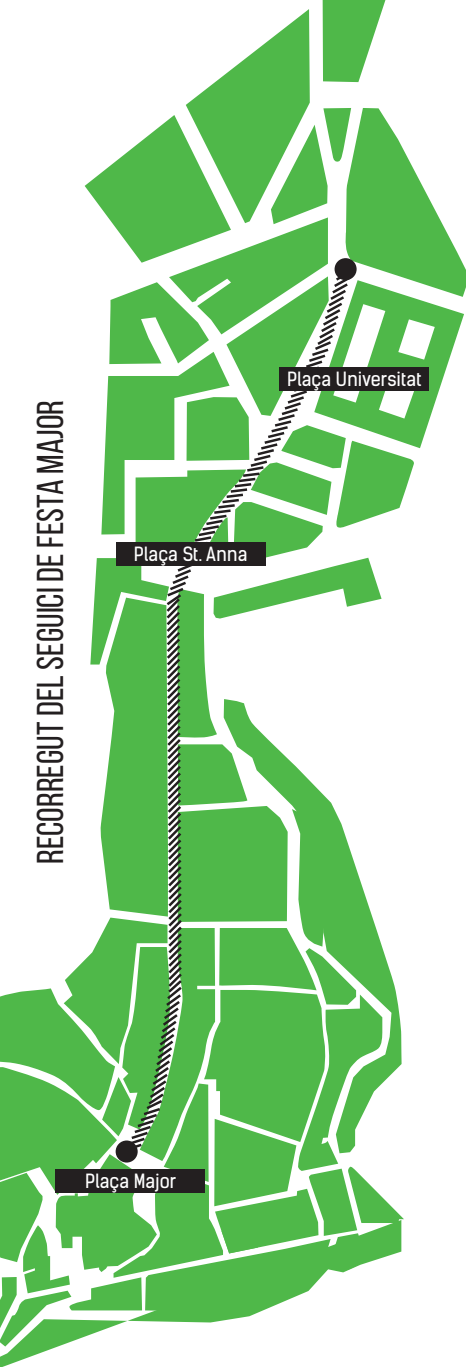 Plaça Universitat
RECORREGUT DEL SEGUICI DE FESTA MAJOR
Plaça St. Anna
Plaça Major